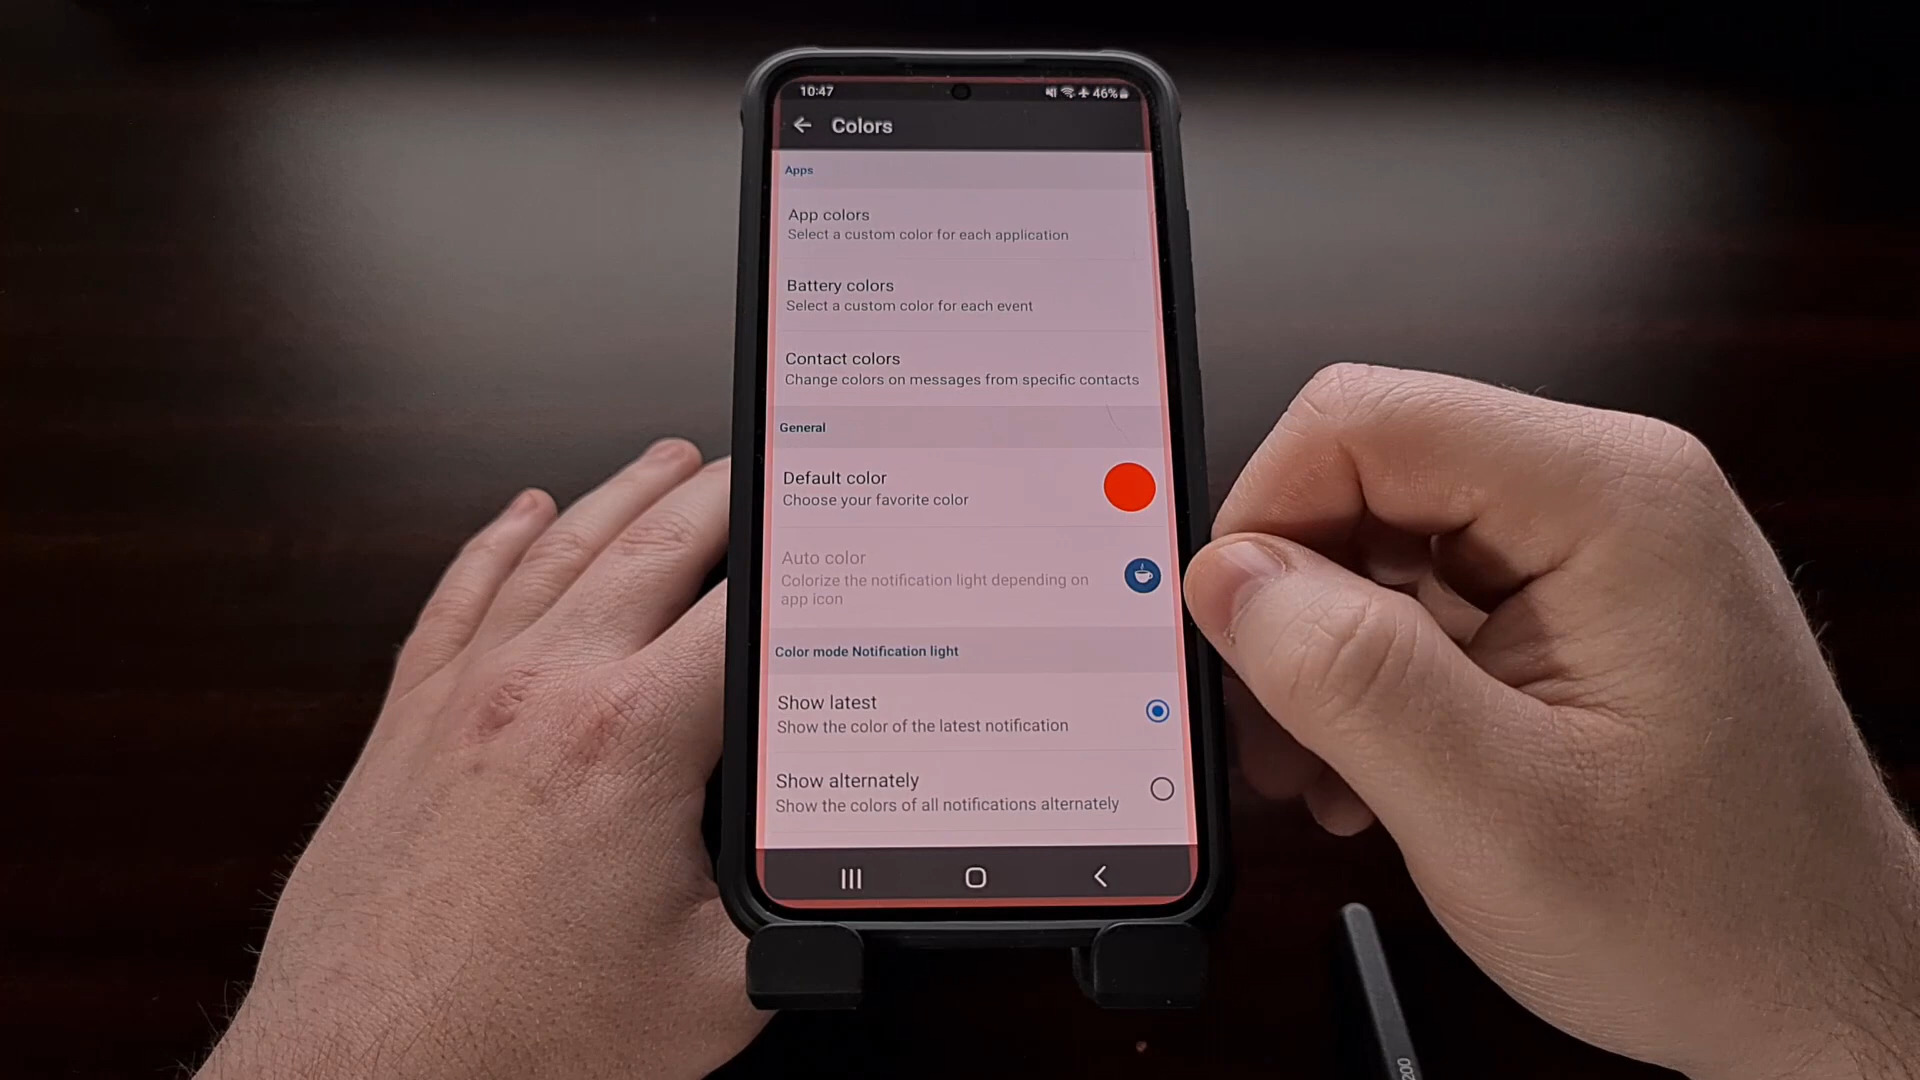 10:47
46%
Colors
Apps
App colors
Select a custom color for each application
Battery colors
Select a custom color for each event
Contact colors
Change colors on messages from specific contacts
General
Default color
Choose your favorite color
Auto color
Colorize the notification light depending on
app icon
Color mode Notification light
Show latest
Show the color of the latest notification
Show alternately
Show the colors of all notifications alternately
200